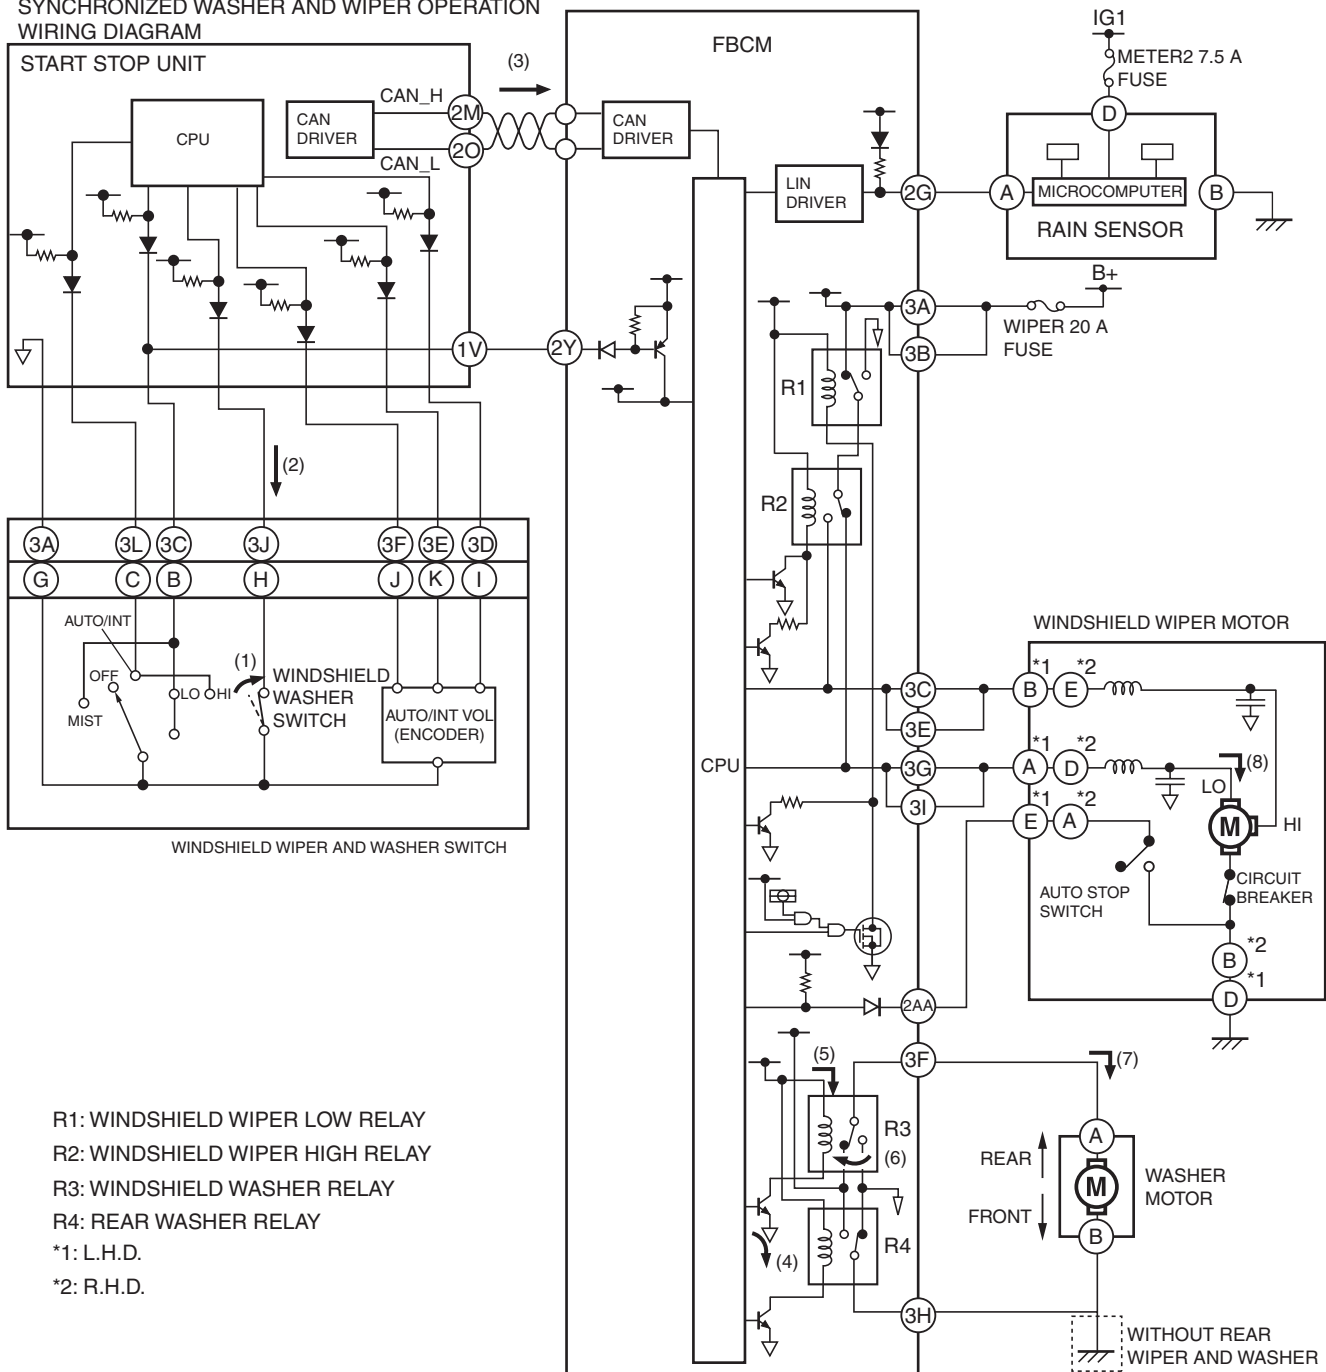 SYNCHRONIZED WASHER AND WIPER OPERATION
WIRING DIAGRAM
START STOP UNIT
CPU
CAN
DRIVER
CAN_H
CAN_L
2M
2O
(3)
1V
(2)
FBCM
CAN
DRIVER
LIN
DRIVER
2G
2Y
CPU
IG1
METER2 7.5 A
FUSE
D
A
MICROCOMPUTER
B
RAIN SENSOR
B+
3A
3B
WIPER 20 A
FUSE
R1
R2
3A
3L
3C
3J
3F
3E
3D
G
C
B
H
J
K
I
AUTO/INT
OFF
MIST
LO
HI
(1)
WINDSHIELD
WASHER
SWITCH
AUTO/INT VOL
(ENCODER)
WINDSHIELD WIPER AND WASHER SWITCH
3C
3E
3G
3I
2AA
WINDSHIELD WIPER MOTOR
*1
*2
B
E
*1
*2
A
D
*1
*2
E
A
(8)
LO
M
HI
AUTO STOP
SWITCH
CIRCUIT
BREAKER
B
*2
*1
D
(5)
3F
(7)
R3
(6)
R4
(4)
3H
A
REAR
M
WASHER
MOTOR
FRONT
B
WITHOUT REAR
WIPER AND WASHER
R1: WINDSHIELD WIPER LOW RELAY
R2: WINDSHIELD WIPER HIGH RELAY
R3: WINDSHIELD WASHER RELAY
R4: REAR WASHER RELAY
*1: L.H.D.
*2: R.H.D.